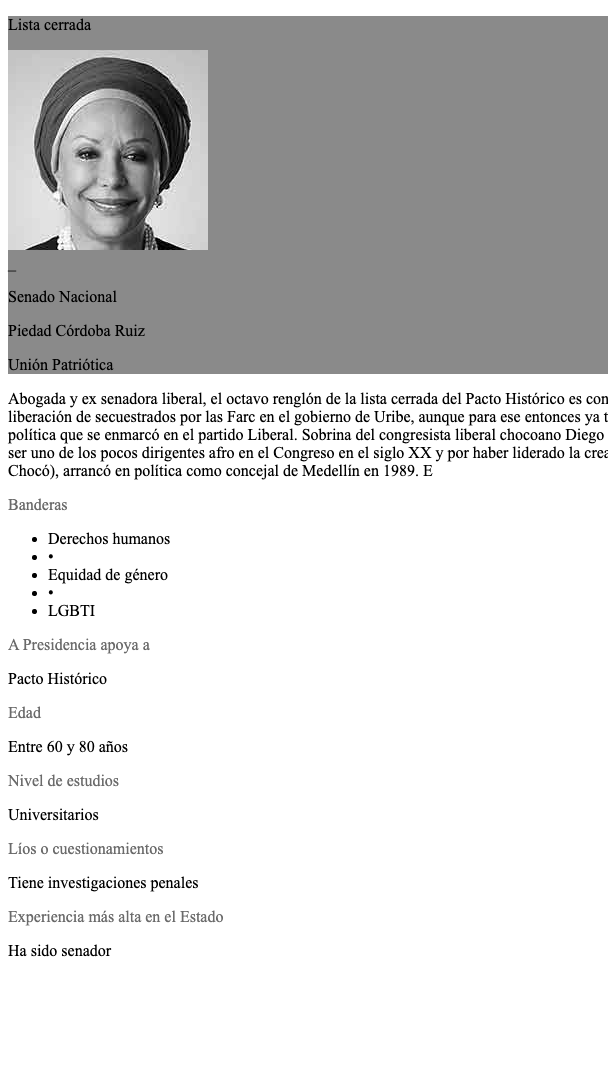 Lista cerrada
_
Senado Nacional
Piedad Córdoba Ruiz
Unión Patriótica
Abogada y ex senadora liberal, el octavo renglón de la lista cerrada del Pacto Histórico es
liberación de secuestrados por las Farc en el gobierno de Uribe, aunque para ese entonces ya
política que se enmarcó en el partido Liberal. Sobrina del congresista liberal chocoano Diego
ser uno de los pocos dirigentes afro en el Congreso en el siglo XX y por haber liderado la
Chocó), arrancó en política como concejal de Medellín en 1989. E
Banderas
• Derechos humanos
• •
• Equidad de género
• •
• LGBTI
A Presidencia apoya a
Pacto Histórico
Edad
Entre 60 y 80 años
Nivel de estudios
Universitarios
Líos o cuestionamientos
Tiene investigaciones penales
Experiencia más alta en el Estado
Ha sido senador